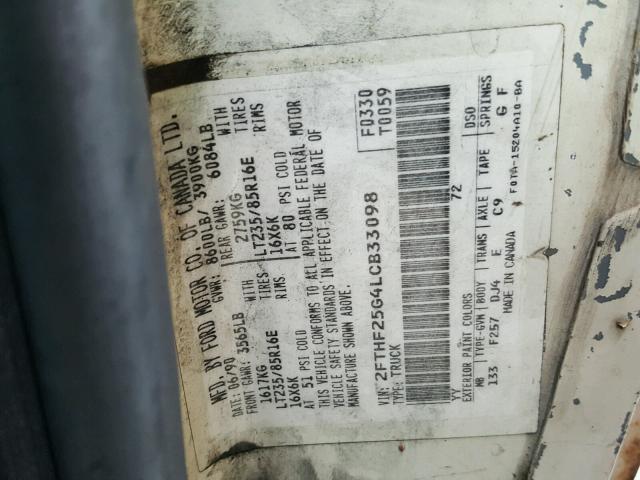 MFD. BY FORD MOTOR CO. OF CANADA LTD.
DATE: 06/90 GVWR: 8600LB/ 3900KG
FRONT GAWR: 3565LB REAR GAWR: 6084LB
1617KG WITH 2759KG WITH
LT235/85R16E TIRES LT235/85R16E TIRES
16X6K RIMS 16X6K RIMS
AT 51 PSI COLD AT 80 PSI COLD
THIS VEHICLE CONFORMS TO ALL APPLICABLE FEDERAL MOTOR
VEHICLE SAFETY STANDARDS IN EFFECT ON THE DATE OF
MANUFACTURE SHOWN ABOVE.
F0330
T0059
VIN: 2FTHF25G4LCB33098
TYPE: TRUCK
YY 72
EXTERIOR PAINT COLORS DSO
WB TYPE-GVW BODY TRANS AXLE TAPE SPRINGS
133 F257 DJ4 E C9 G F
MADE IN CANADA F0TA-15204A10-BA